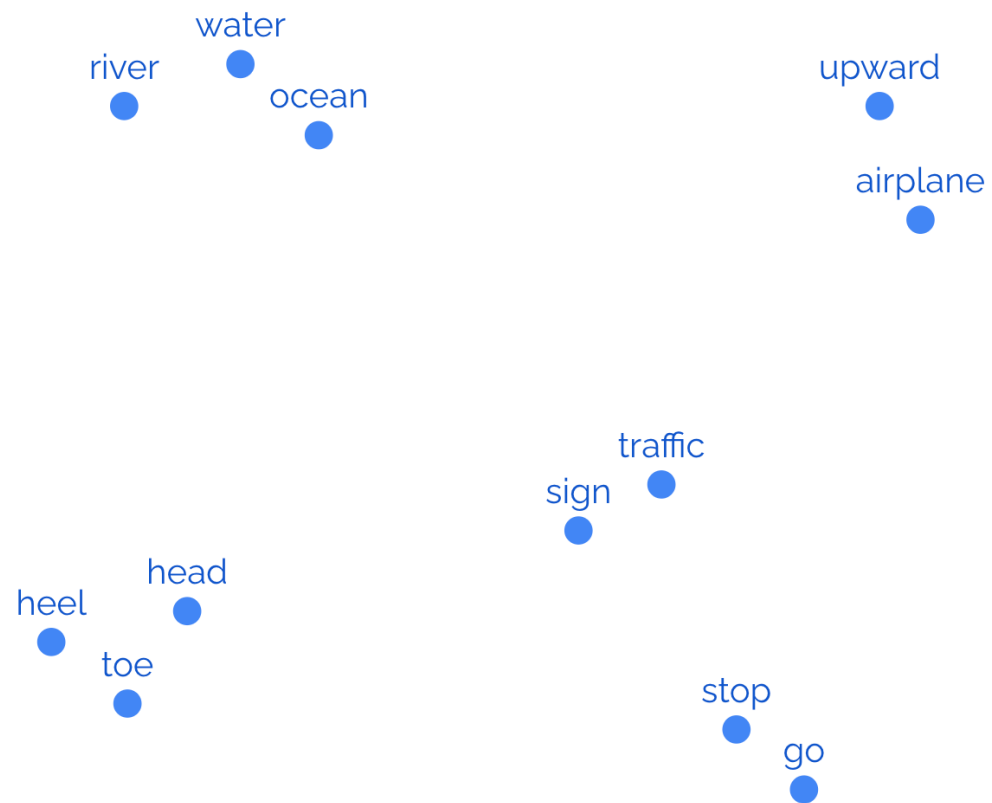 water
river
upward
ocean
airplane
traffic
sign
head
heel
toe
stop
go